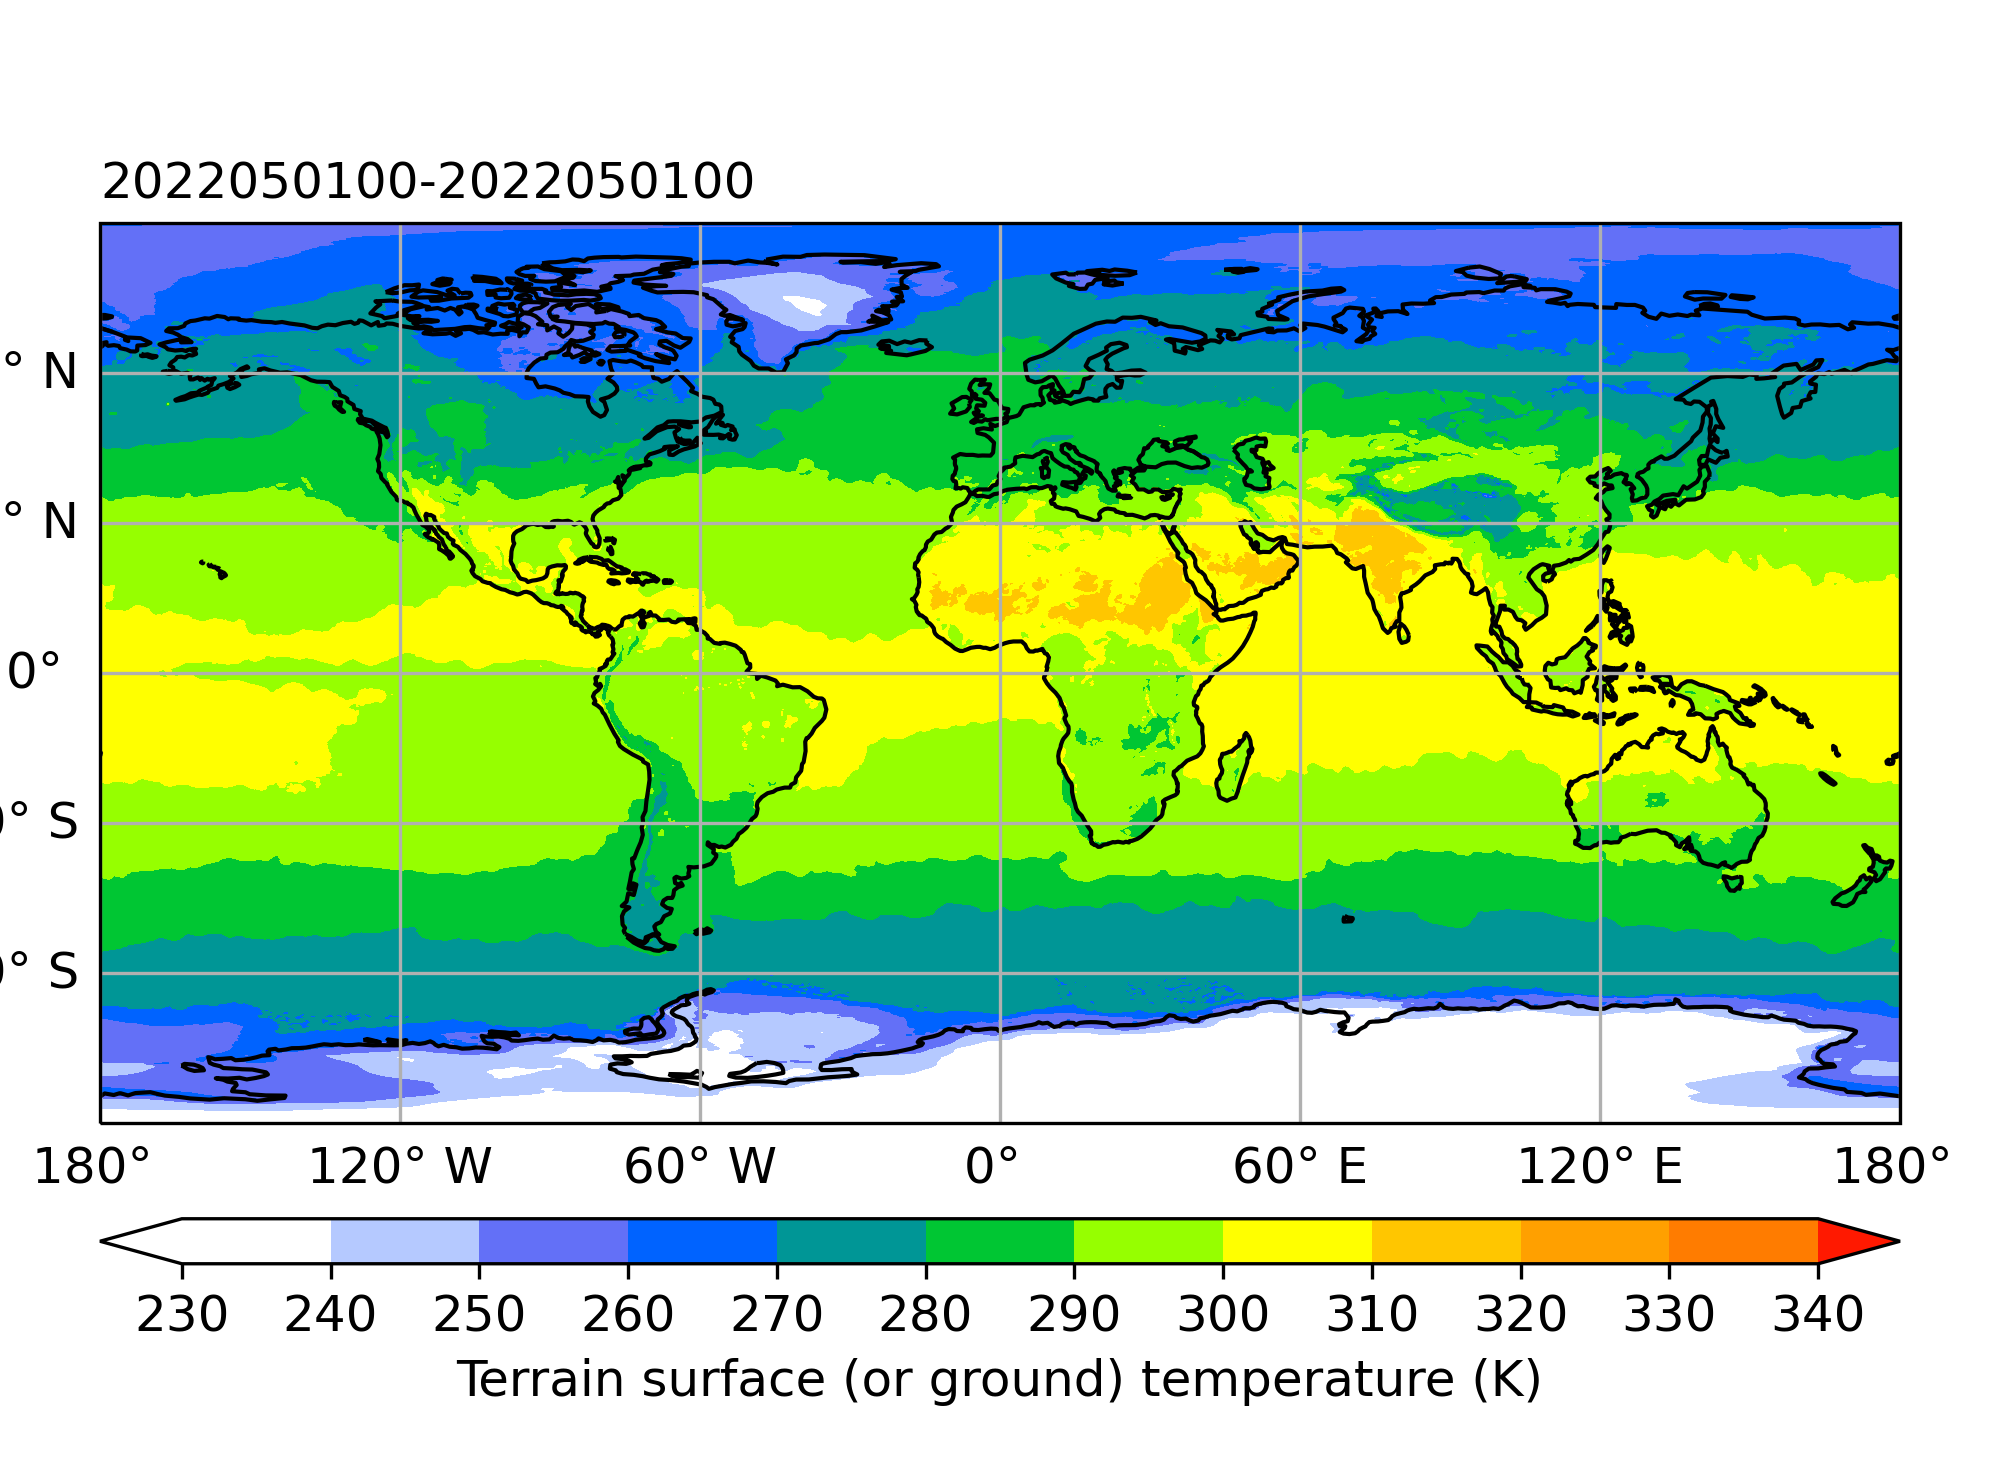 2022050100-2022050100
° N
° N
0°
0° S
0° S
180° 120° W 60° W 0° 60° E 120° E 180°
230 240 250 260 270 280 290 300 310 320 330 340
Terrain surface (or ground) temperature (K)